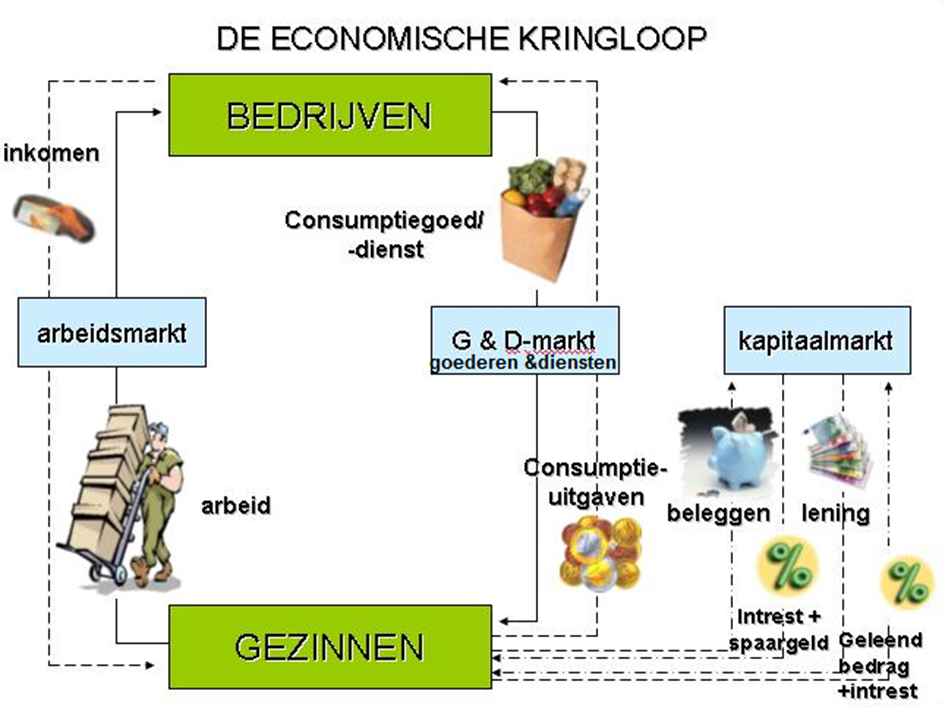 DE ECONOMISCHE KRINGLOOP
BEDRIJVEN
inkomen
Consumptiegoed/
-dienst
arbeidsmarkt
G & D-markt
goederen &diensten
kapitaalmarkt
Consumptie-
uitgaven
arbeid
beleggen
lening
%
%
Intrest +
spaargeld
Geleend
bedrag
+intrest
GEZINNEN